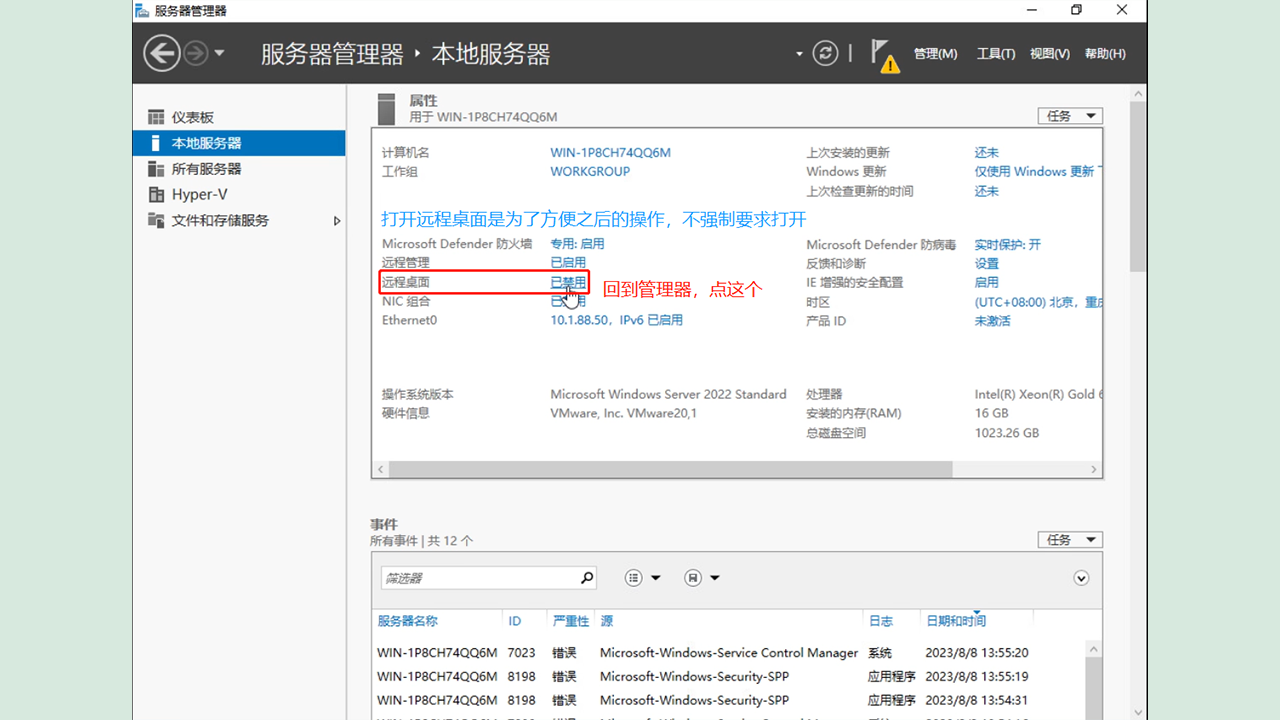 服务器管理器
服务器管理器 本地服务器
管理(M) 工具(T) 视图(V) 帮助(H)
仪表板
本地服务器
所有服务器
Hyper-V
文件和存储服务
属性
用于 WIN-1P8CH74QQ6M
任务
计算机名 WIN-1P8CH74QQ6M 上次安装的更新 还未
工作组 WORKGROUP Windows 更新 仅使用 Windows 更新
上次检查更新的时间 还未
打开远程桌面是为了方便之后的操作，不强制要求打开
Microsoft Defender 防火墙 专用: 启用 Microsoft Defender 防病毒 实时保护: 开
远程管理 已启用 反馈和诊断 设置
远程桌面 已禁用 IE 增强的安全配置 启用
回到管理器，点这个
NIC 组合 已 用 时区 (UTC+08:00) 北京，重庆
Ethernet0 10.1.88.50，IPv6 已启用 产品 ID 未激活
操作系统版本 Microsoft Windows Server 2022 Standard 处理器 Intel(R) Xeon(R) Gold
硬件信息 VMware, Inc. VMware20,1 安装的内存(RAM) 16 GB
总磁盘空间 1023.26 GB
事件
所有事件 | 共 12 个
任务
筛选器
服务器名称 ID 严重性 源 日志 日期和时间
WIN-1P8CH74QQ6M 7023 错误 Microsoft-Windows-Service Control Manager 系统 2023/8/8 13:55:20
WIN-1P8CH74QQ6M 8198 错误 Microsoft-Windows-Security-SPP 应用程序 2023/8/8 13:55:19
WIN-1P8CH74QQ6M 8198 错误 Microsoft-Windows-Security-SPP 应用程序 2023/8/8 13:54:31